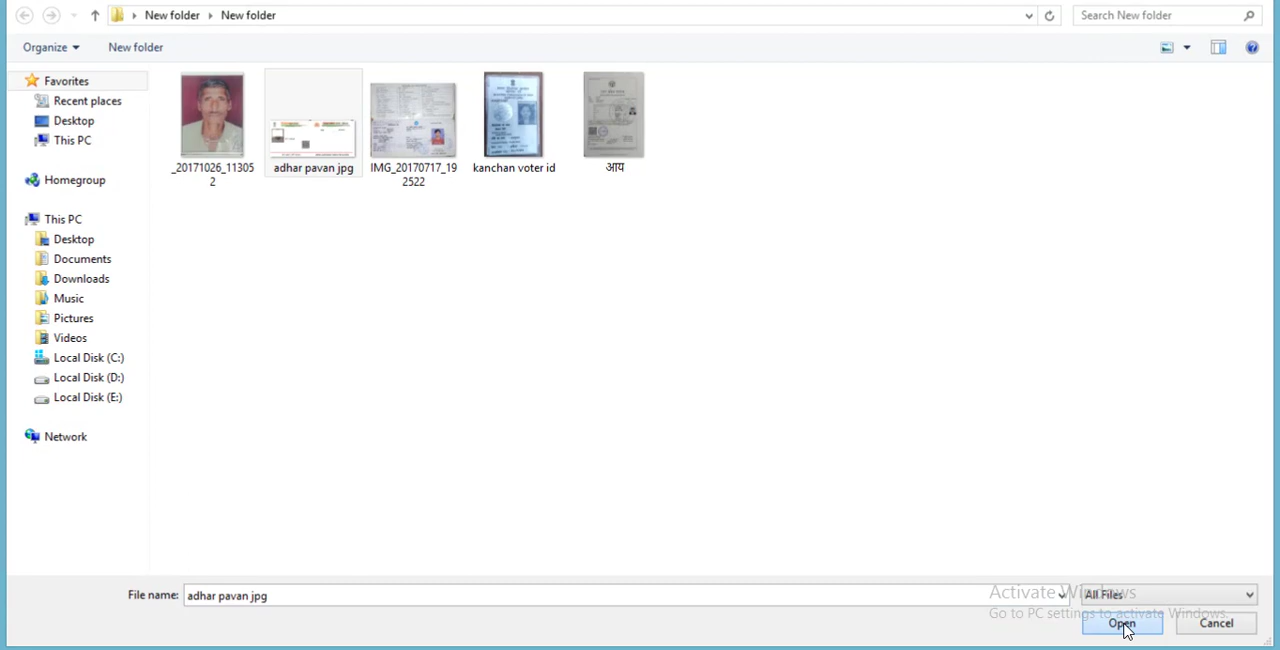 New folder New folder
Search New folder
Organize
New folder
Favorites
Recent places
Desktop
This PC
Homegroup
This PC
Desktop
Documents
Downloads
Music
Pictures
Videos
Local Disk (C:)
Local Disk (D:)
Local Disk (E:)
Network
_20171026_11305
2
adhar pavan jpg
IMG_20170717_19
2522
kanchan voter id
आय
File name: adhar pavan jpg
All Files
Activate Windows
Go to PC settings to activate Windows.
Open
Cancel